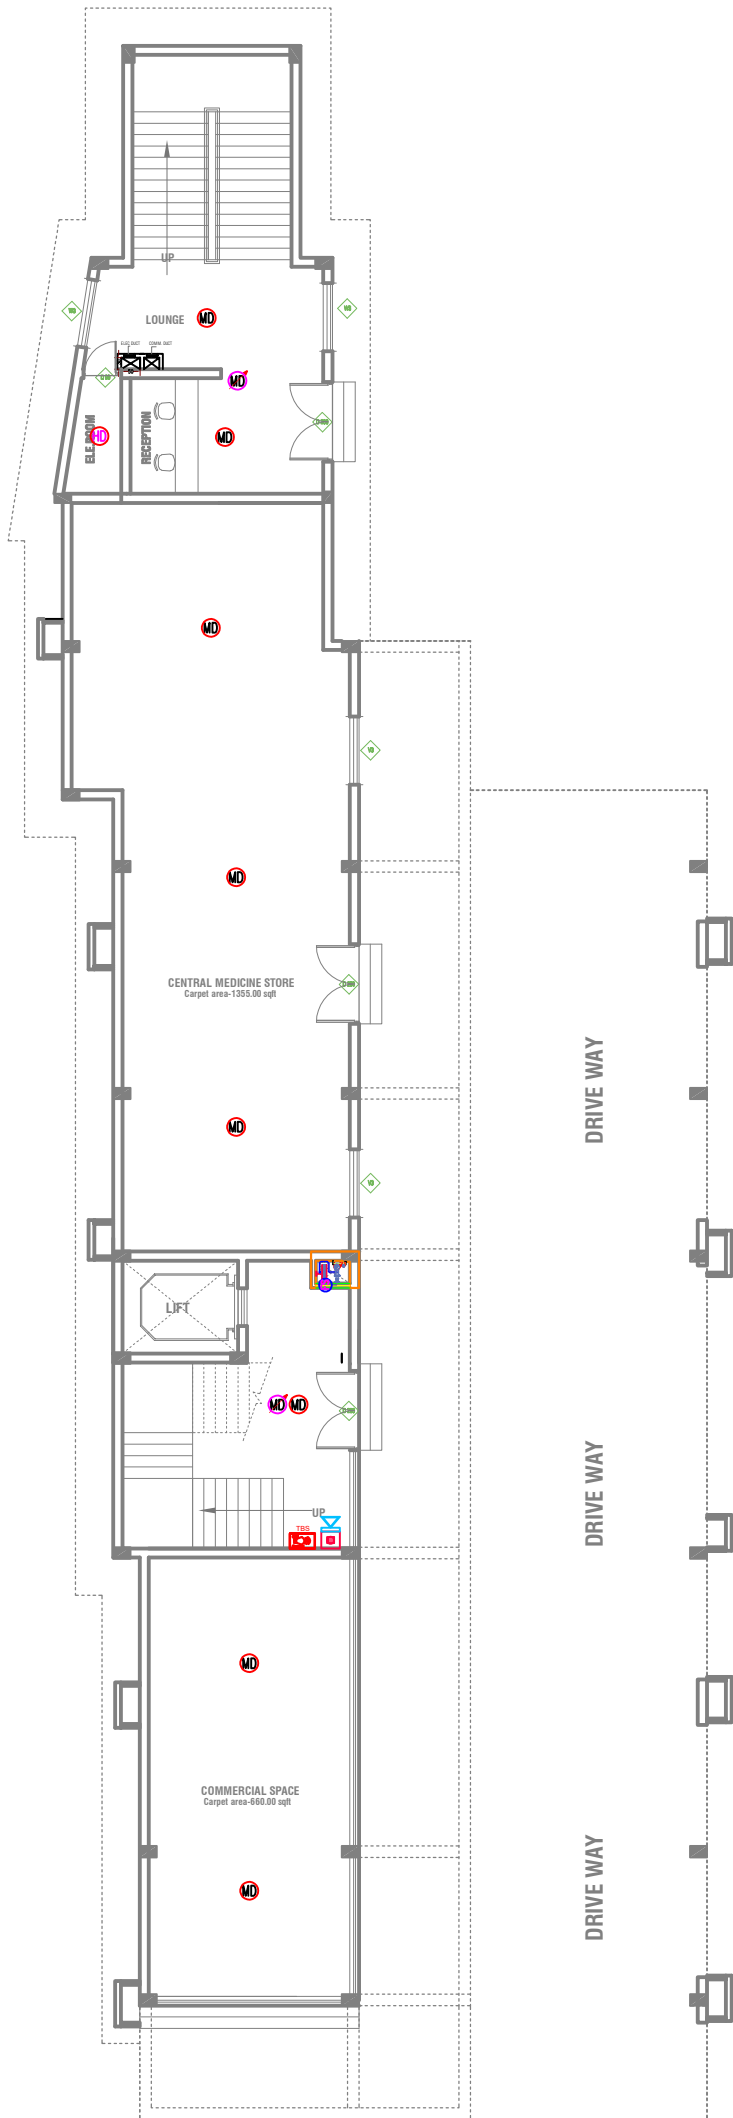 UP
LOUNGE
MD
ELEC DUCT
COMM. DUCT
MD
ELE.ROOM
HD
RECEPTION
MD
MD
V3
MD
CENTRAL MEDICINE STORE
Carpet area-1355.00 sqft
DRIVE WAY
MD
V3
LIFT
MD
MD
UP
TBS
DRIVE WAY
MD
COMMERCIAL SPACE
Carpet area-660.00 sqft
DRIVE WAY
MD